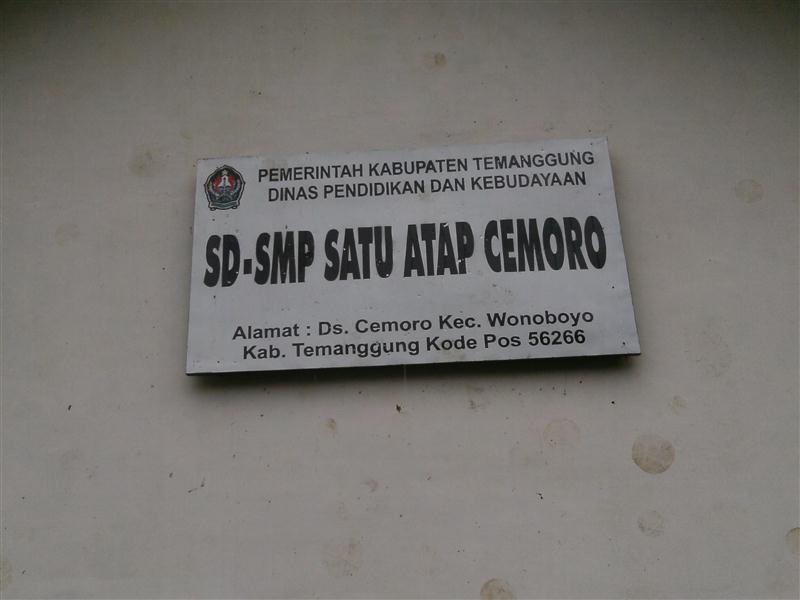 PEMERINTAH KABUPATEN TEMANGGUNG
DINAS PENDIDIKAN DAN KEBUDAYAAN
SD-SMP SATU ATAP CEMORO
Alamat : Ds. Cemoro Kec. Wonoboyo
Kab. Temanggung Kode Pos 56266